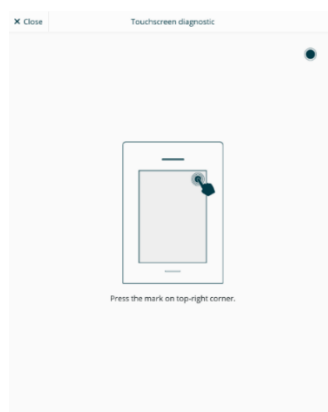 ✕ Close
Touchscreen diagnostic
Press the mark on top-right corner.